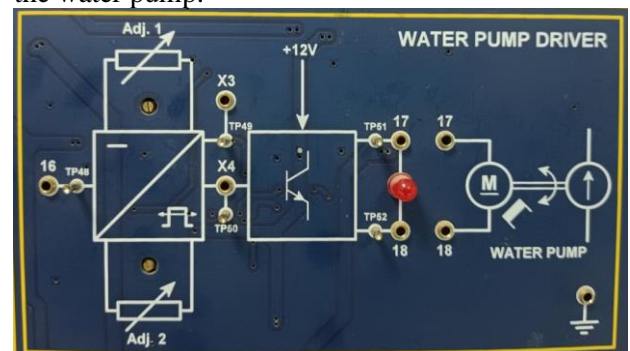 the water pump.
Adj. 1
+12V
WATER PUMP DRIVER
X3
TP49
TP51
17
17
16
TP48
X4
M
TP50
TP52
18
18
WATER PUMP
Adj. 2